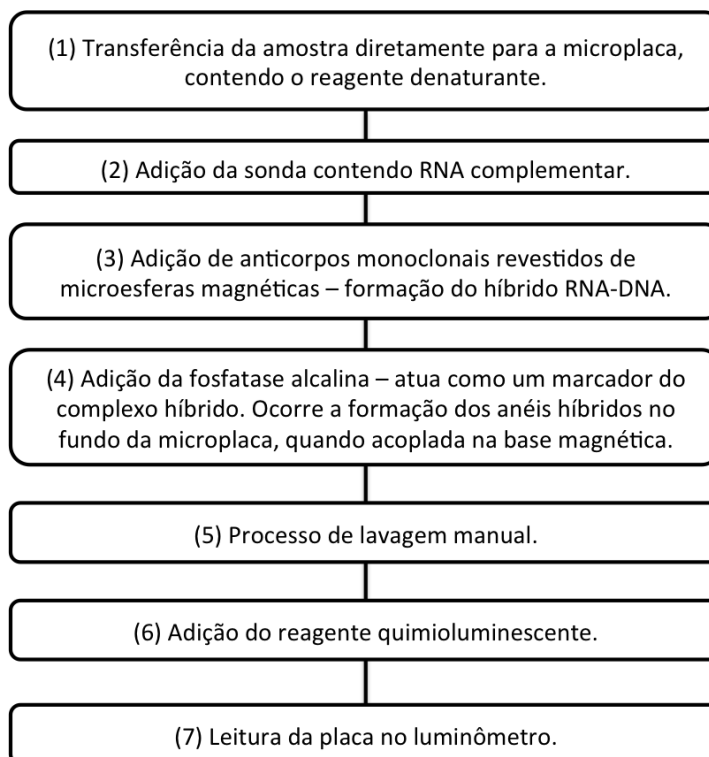 (1) Transferência da amostra diretamente para a microplaca,
contendo o reagente denaturante.
(2) Adição da sonda contendo RNA complementar.
(3) Adição de anticorpos monoclonais revestidos de
microesferas magnéticas – formação do híbrido RNA-DNA.
(4) Adição da fosfatase alcalina – atua como um marcador do
complexo híbrido. Ocorre a formação dos anéis híbridos no
fundo da microplaca, quando acoplada na base magnética.
(5) Processo de lavagem manual.
(6) Adição do reagente quimioluminescente.
(7) Leitura da placa no luminômetro.